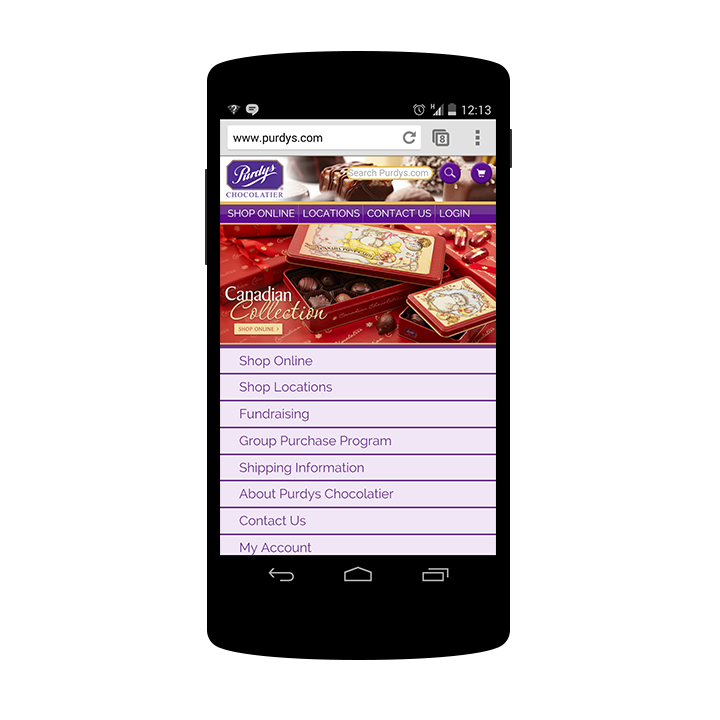 H 12:13
www.purdys.com 8
Purdys
CHOCOLATIER
Search Purdys.com
SHOP ONLINE LOCATIONS CONTACT US LOGIN
Canadian
Collection
SHOP ONLINE >
Shop Online
Shop Locations
Fundraising
Group Purchase Program
Shipping Information
About Purdys Chocolatier
Contact Us
My Account